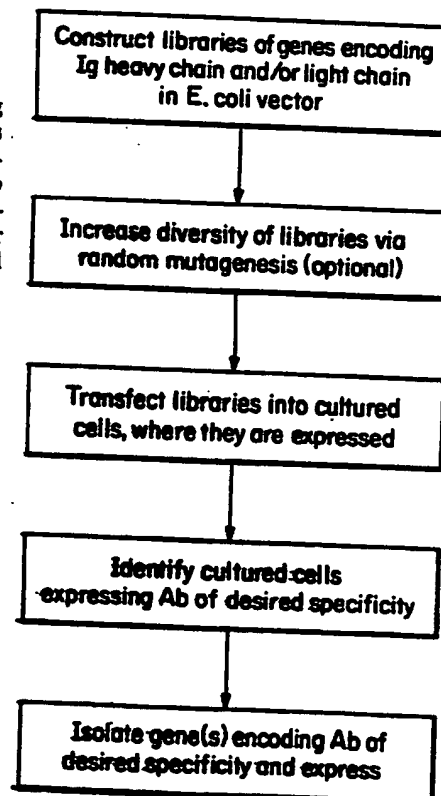 Construct libraries of genes encoding
Ig heavy chain and/or light chain
in E. coli vector
Increase diversity of libraries via
random mutagenesis (optional)
Transfect libraries into cultured
cells, where they are expressed
Identify cultured cells
expressing Ab of desired specificity
Isolate gene(s) encoding Ab of
desired specificity and express